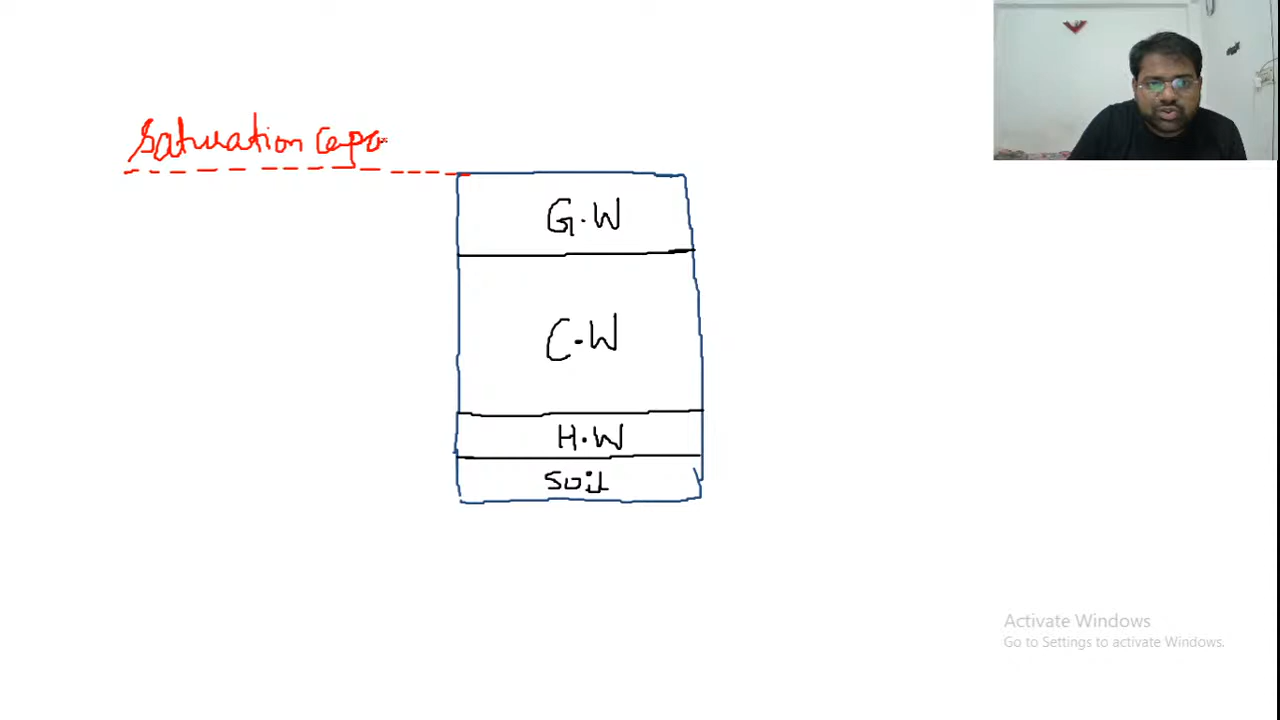 Saturation Capa
G.W
C.W
H.W
Soil
Activate Windows
Go to Settings to activate Windows.